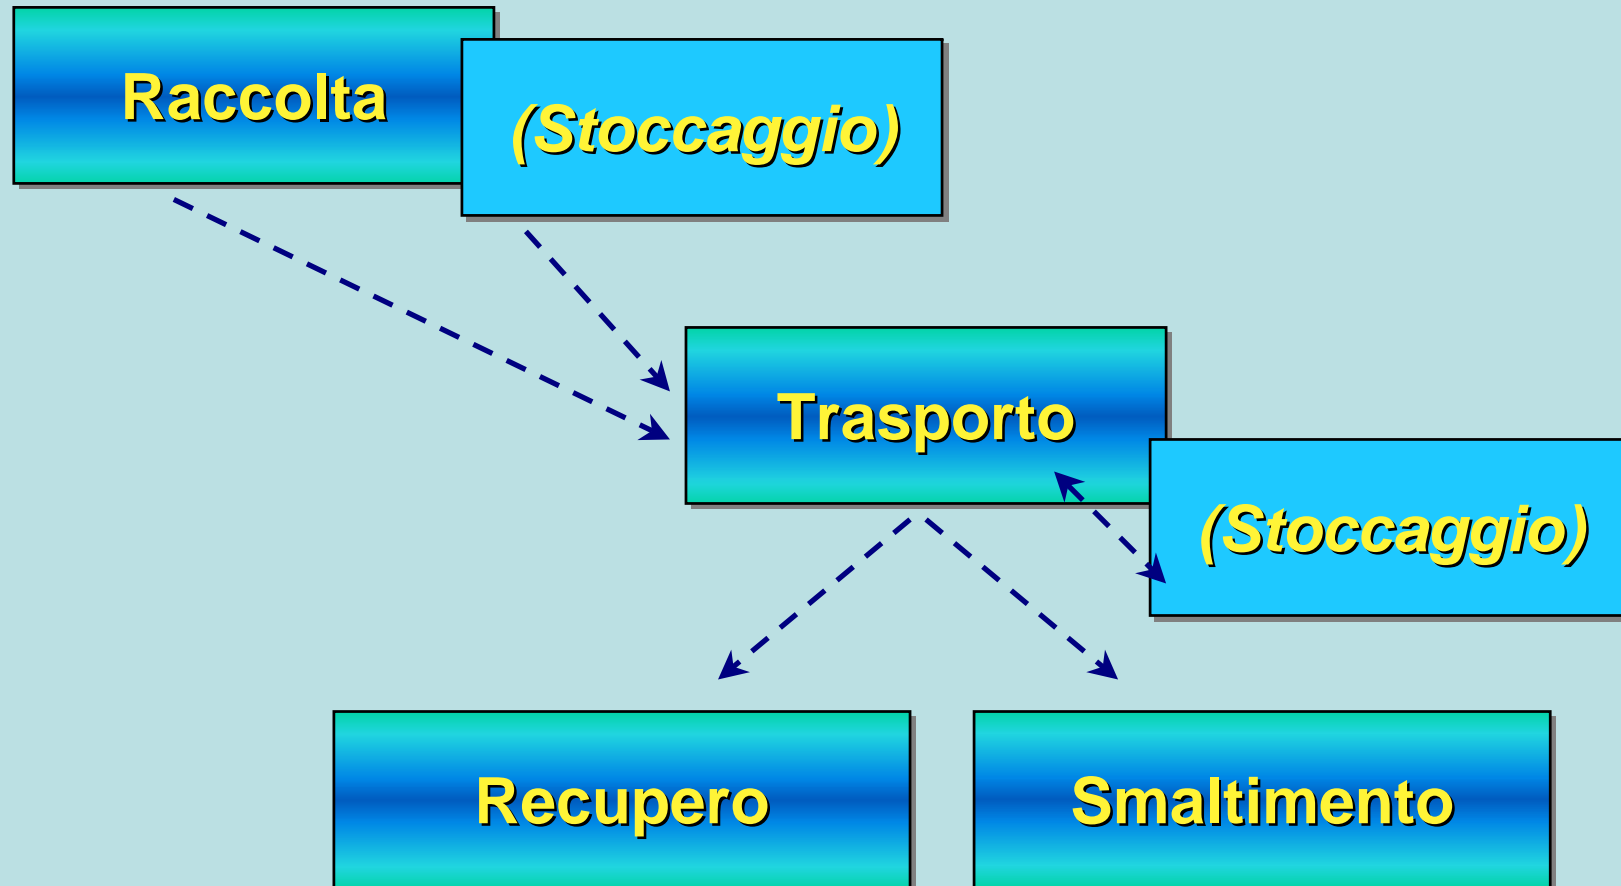 Raccolta
(Stoccaggio)
Trasporto
(Stoccaggio)
Recupero
Smaltimento